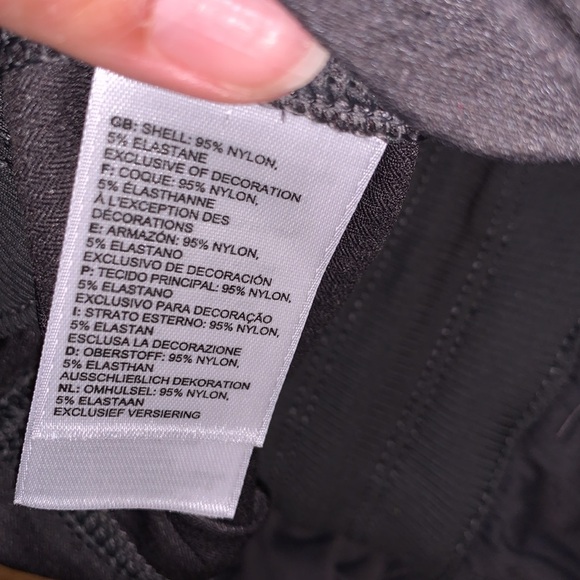 GB: SHELL: 95% NYLON,
5% ELASTANE
EXCLUSIVE OF DECORATION
F: COQUE: 95% NYLON,
5% ÉLASTHANNE
À L'EXCEPTION DES
DÉCORATIONS
E: ARMAZÓN: 95% NYLON,
5% ELASTANO
EXCLUSIVO DE DECORACIÓN
P: TECIDO PRINCIPAL: 95% NYLON,
5% ELASTANO
EXCLUSIVO PARA DECORAÇÃO
I: STRATO ESTERNO: 95% NYLON,
5% ELASTAN
ESCLUSA LA DECORAZIONE
D: OBERSTOFF: 95% NYLON,
5% ELASTHAN
AUSSCHLIEßLICH DEKORATION
NL: OMHULSEL: 95% NYLON,
5% ELASTAAN
EXCLUSIEF VERSIERING